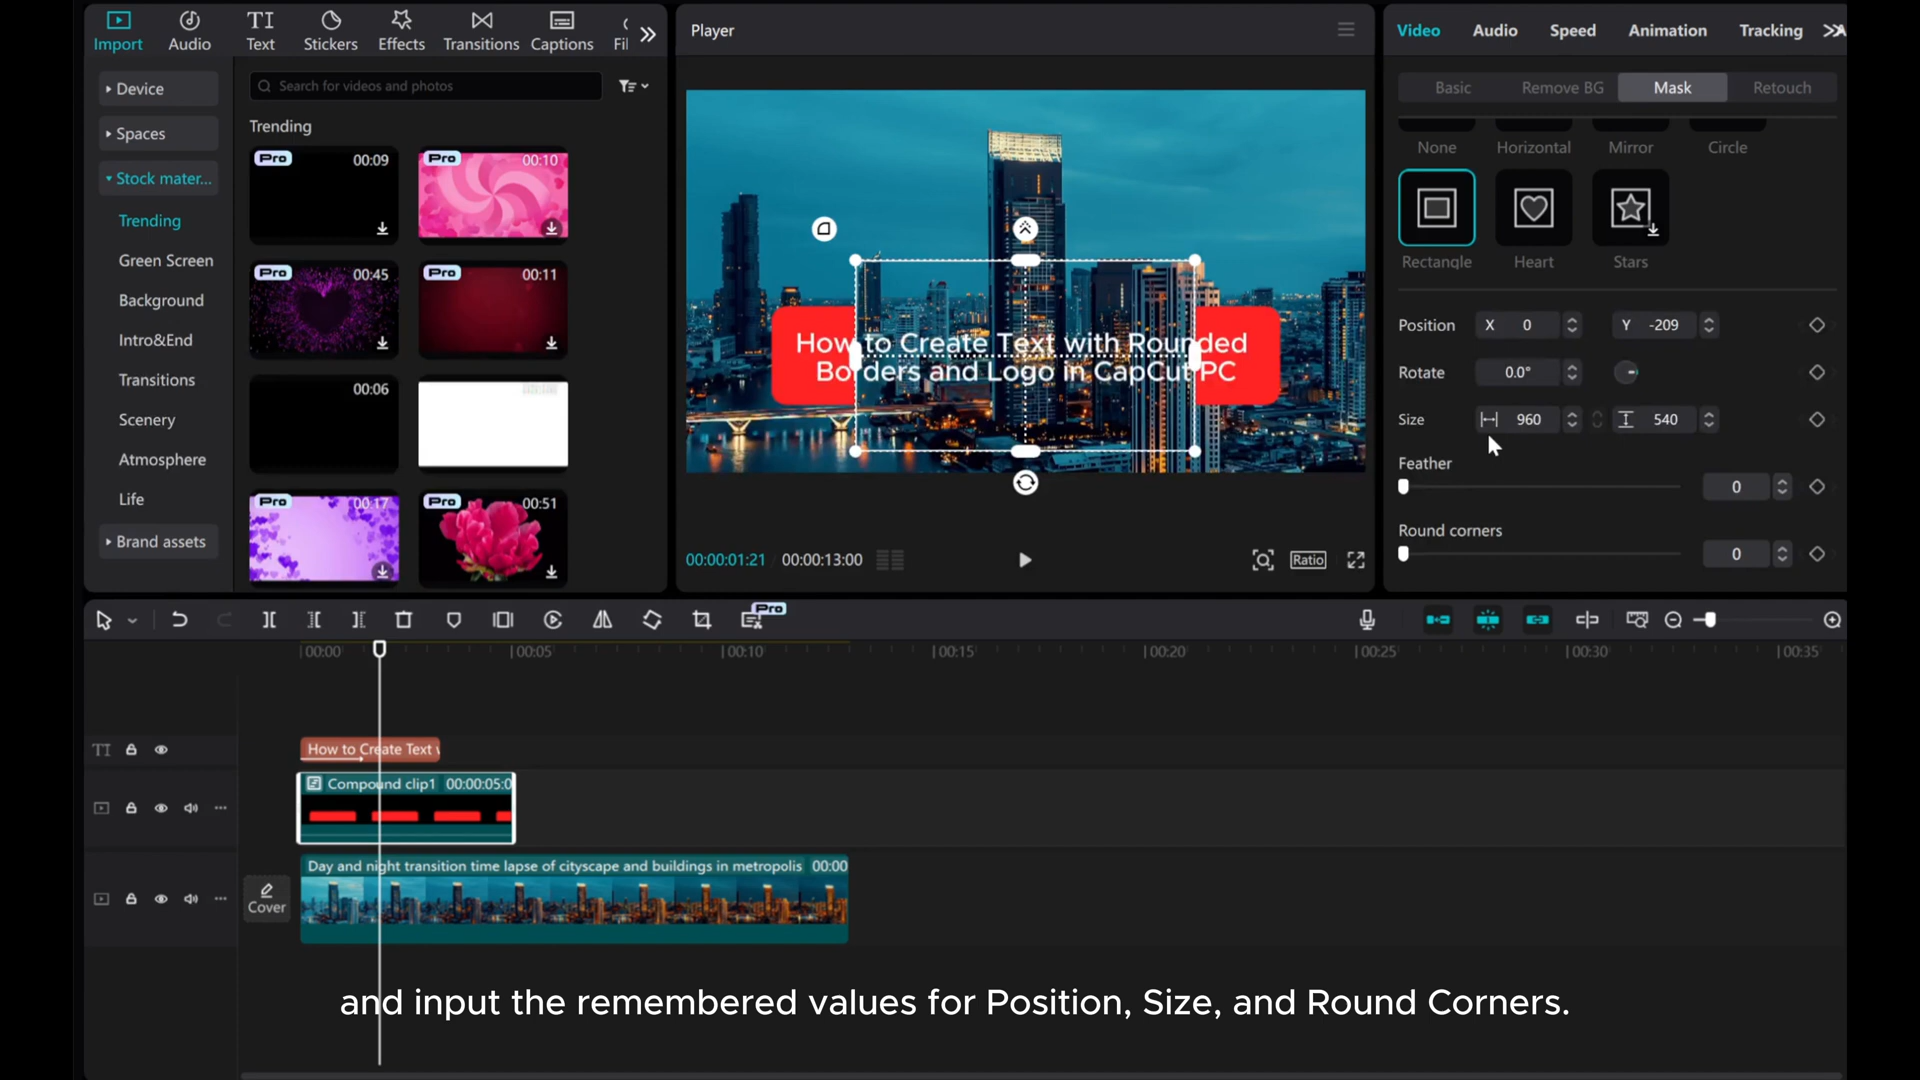 Import
Audio
Text
Stickers
Effects
Transitions
Captions
Fil
Device
Spaces
Stock mater...
Trending
Green Screen
Background
Intro&End
Transitions
Scenery
Atmosphere
Life
Brand assets
Search for videos and photos
Trending
Pro 00:09
Pro 00:10
Pro 00:45
Pro 00:11
00:06
Pro 00:17
Pro 00:51
Player
How to Create Text with Rounded
Borders and Logo in CapCut PC
00:00:01:21 00:00:13:00
Ratio
Video
Audio
Speed
Animation
Tracking
Basic
Remove BG
Mask
Retouch
None
Horizontal
Mirror
Circle
Rectangle
Heart
Stars
Position X 0 Y -209
Rotate 0.0°
Size 960 540
Feather
0
Round corners
0
Pro
00:00 00:05 00:10 00:15 00:20 00:25 00:30 00:35
TI
How to Create Text
Compound clip1 00:00:05:0
Day and night transition time lapse of cityscape and buildings in metropolis 00:00
Cover
and input the remembered values for Position, Size, and Round Corners.